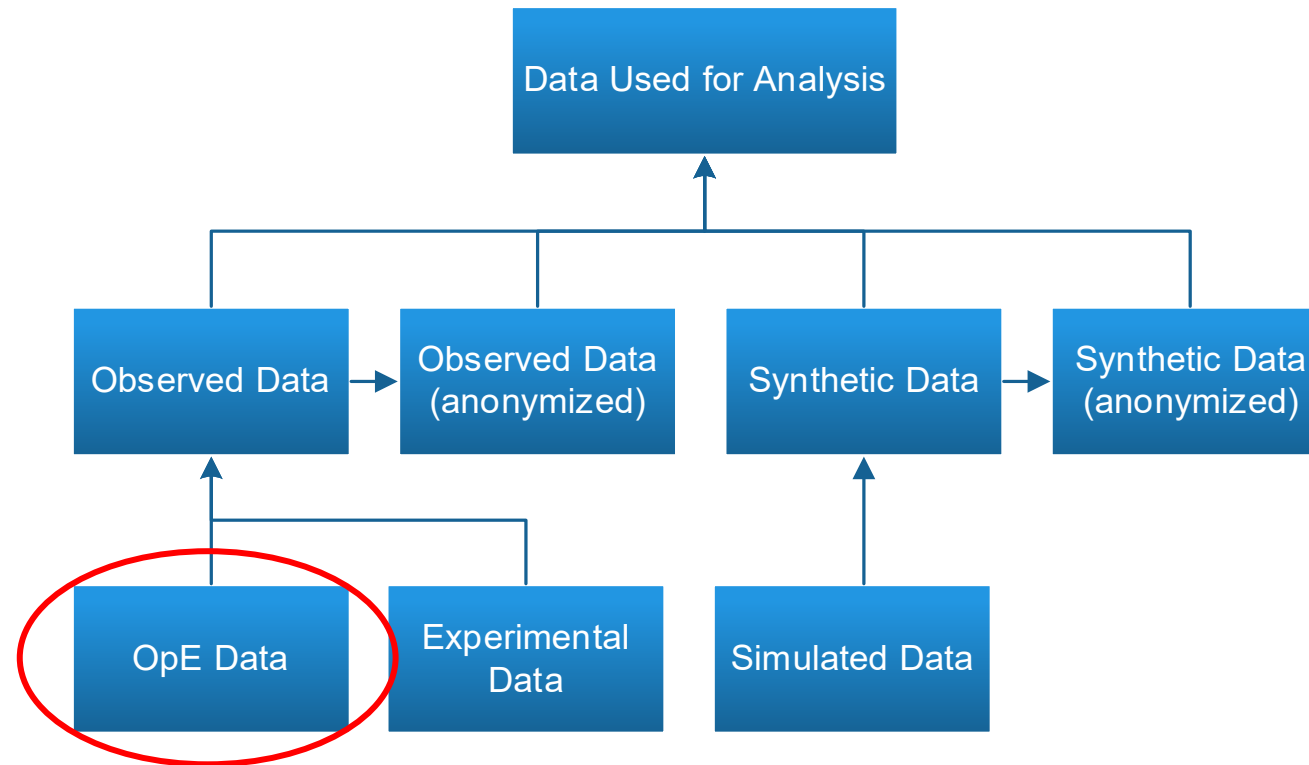 Data Used for Analysis
Observed Data
Observed Data
(anonymized)
Synthetic Data
Synthetic Data
(anonymized)
OpE Data
Experimental
Data
Simulated Data